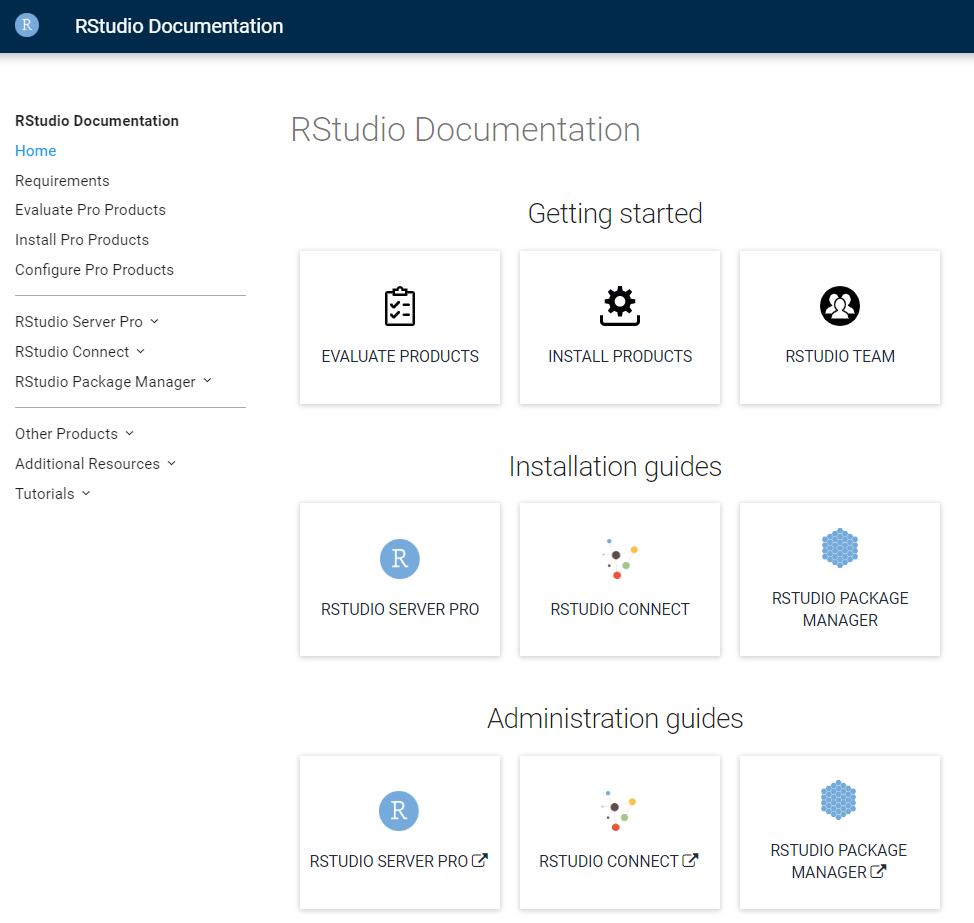 R
RStudio Documentation
RStudio Documentation
Home
Requirements
Evaluate Pro Products
Install Pro Products
Configure Pro Products
RStudio Server Pro
RStudio Connect
RStudio Package Manager
Other Products
Additional Resources
Tutorials
RStudio Documentation
Getting started
EVALUATE PRODUCTS
INSTALL PRODUCTS
RSTUDIO TEAM
Installation guides
R
RSTUDIO SERVER PRO
RSTUDIO CONNECT
RSTUDIO PACKAGE
MANAGER
Administration guides
R
RSTUDIO SERVER PRO
RSTUDIO CONNECT
RSTUDIO PACKAGE
MANAGER